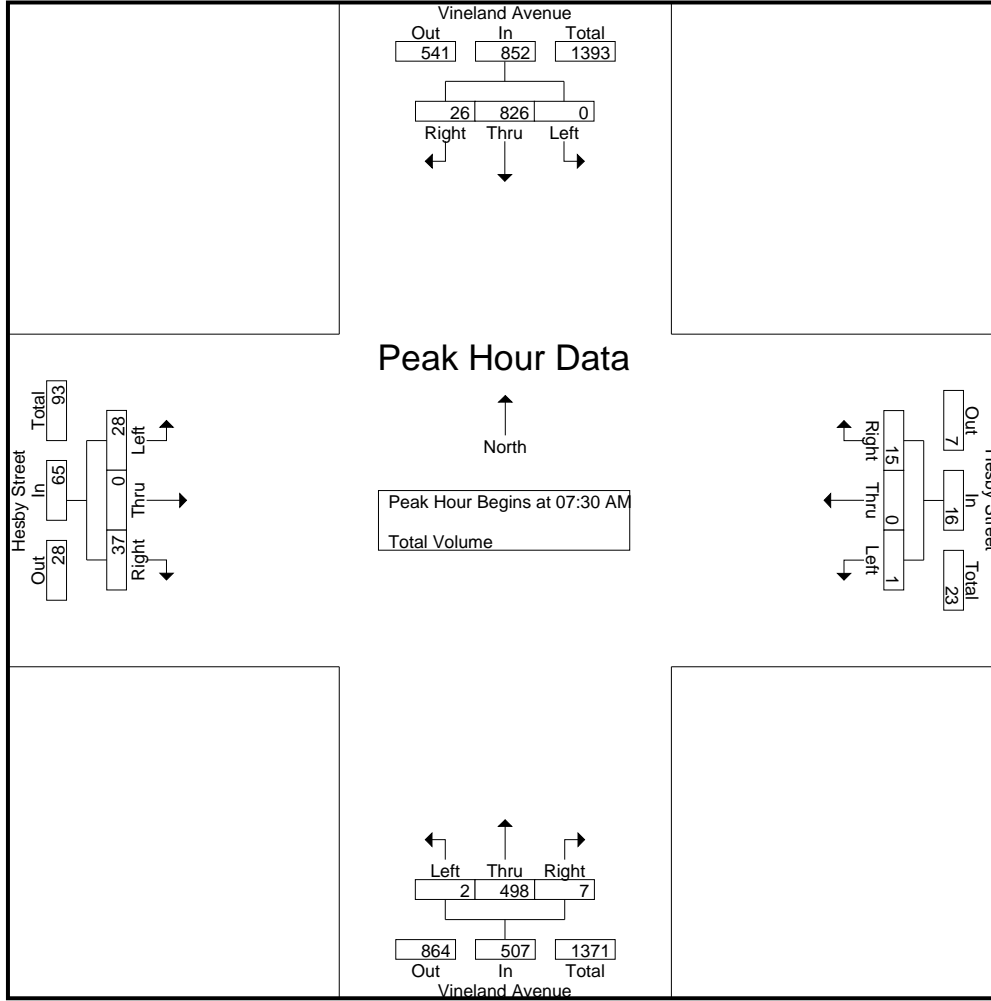 Vineland Avenue
Out In Total
541 852 1393
26 826 0
Right Thru Left
Peak Hour Data
North
Peak Hour Begins at 07:30 AM
Total Volume
Hesby Street
Total In Out
93 65 28
28 0 37
Left Thru Right
Right Thru Left
15 0 1
Out In Total
7 16 23
Hesby Street
Left Thru Right
2 498 7
864 507 1371
Out In Total
Vineland Avenue